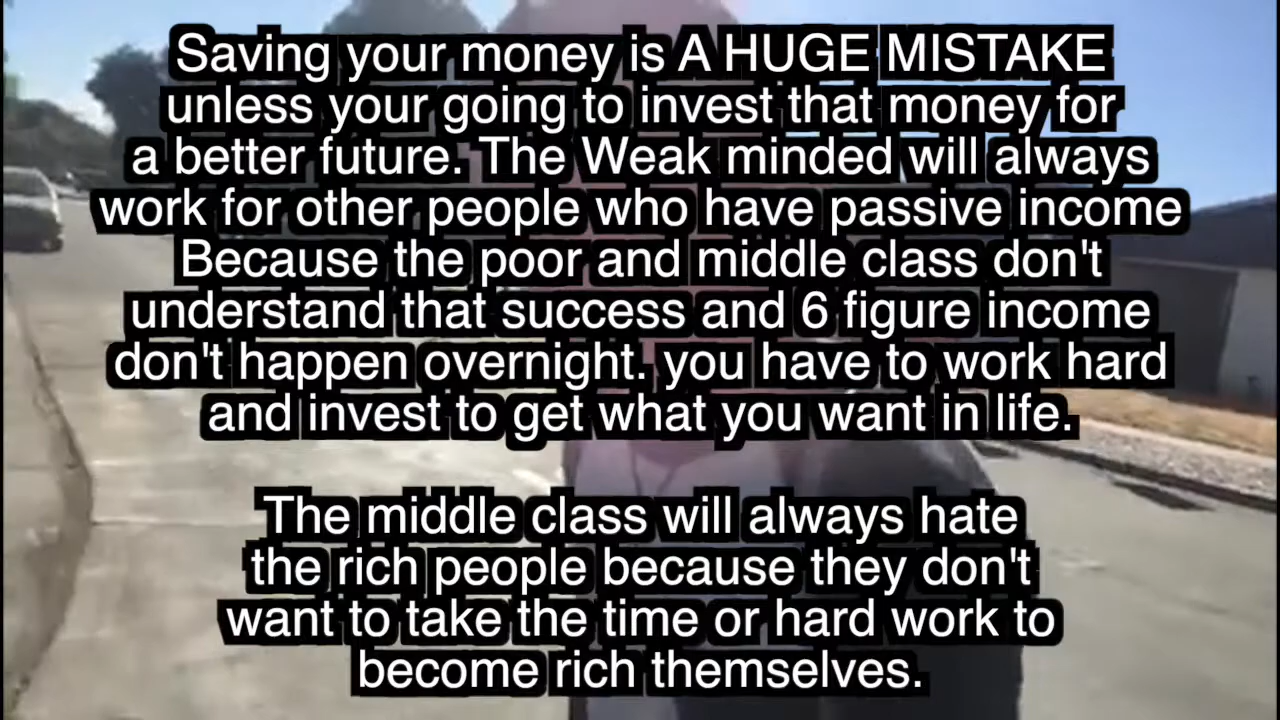 Saving your money is A HUGE MISTAKE
unless your going to invest that money for
a better future. The Weak minded will always
work for other people who have passive income
Because the poor and middle class don't
understand that success and 6 figure income
don't happen overnight. you have to work hard
and invest to get what you want in life.
The middle class will always hate
the rich people because they don't
want to take the time or hard work to
become rich themselves.